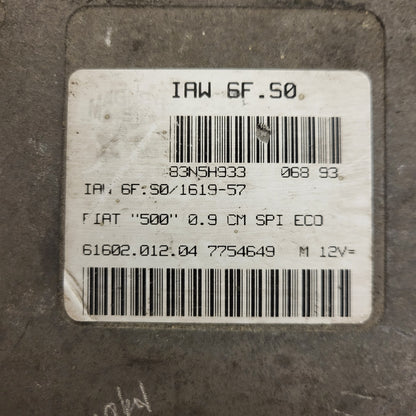 IAW 6F.S0
83N5H933 068 93
IAW 6F.S0/1619-57
FIAT "500" 0.9 CM SPI ECO
61602.012.04 7754649 M 12V=